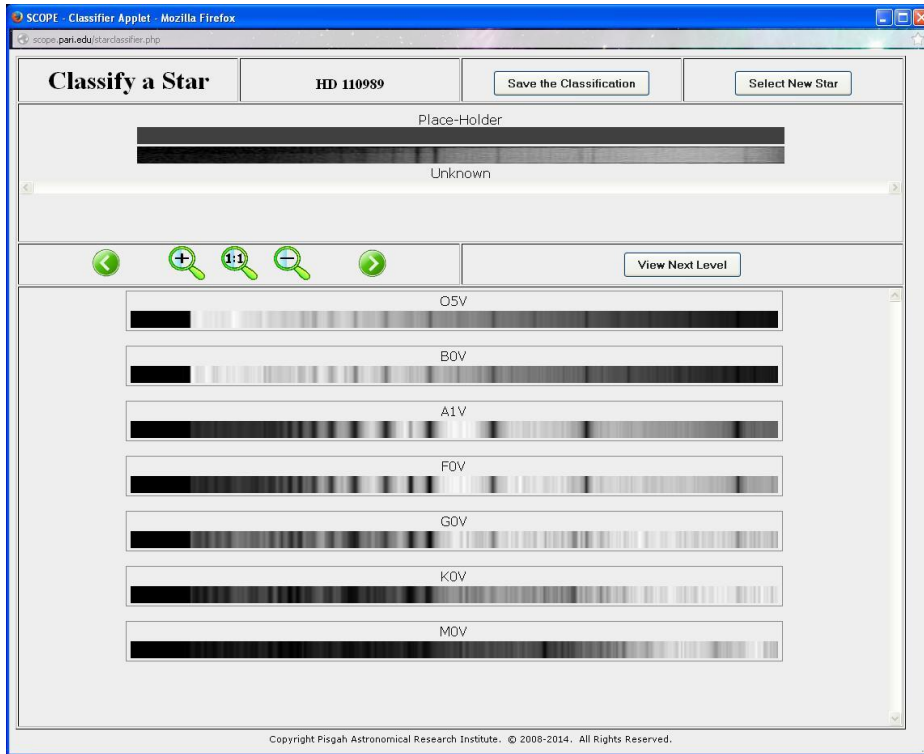 SCOPE - Classifier Applet - Mozilla Firefox
scope.pari.edu/starclassifier.php
Classify a Star
HD 110989
Save the Classification
Select New Star
Place-Holder
Unknown
1:1
View Next Level
O5V
B0V
A1V
F0V
G0V
K0V
M0V
Copyright Pisgah Astronomical Research Institute. © 2008-2014. All Rights Reserved.